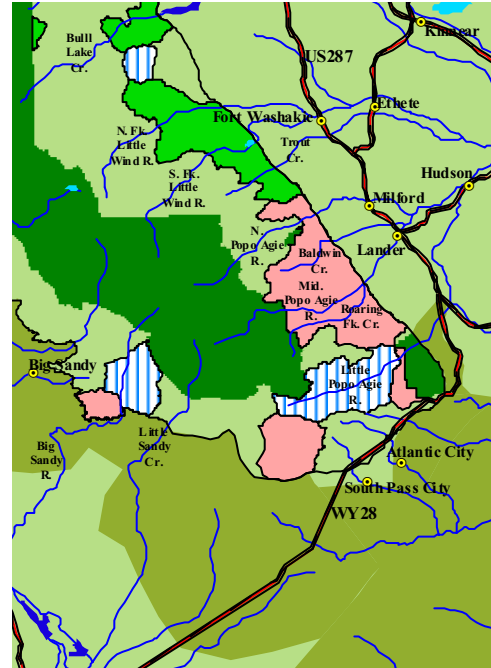 Kinnear
Bulll
Lake
Cr.
US287
Ethete
Fort Washakie
N. Fk.
Little
Wind R.
Trout
Cr.
S. Fk.
Little
Wind R.
Hudson
Milford
N.
Popo Agie
R.
Lander
Baldwin
Cr.
Mid.
Popo Agie
R.
Roaring
Fk. Cr.
Big Sandy
Little
Popo Agie
R.
Big
Sandy
R.
Little
Sandy
Cr.
Atlantic City
South Pass City
WY28